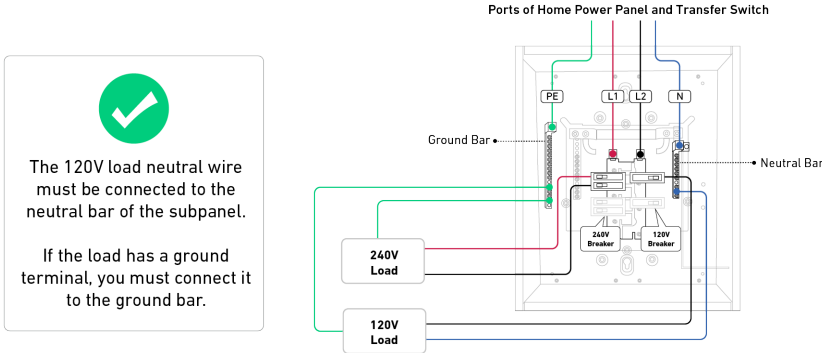 Ports of Home Power Panel and Transfer Switch
The 120V load neutral wire
must be connected to the
neutral bar of the subpanel.
If the load has a ground
terminal, you must connect it
to the ground bar.
PE
L1
L2
N
Ground Bar
Neutral Bar
240V
Breaker
120V
Breaker
240V
Load
120V
Load